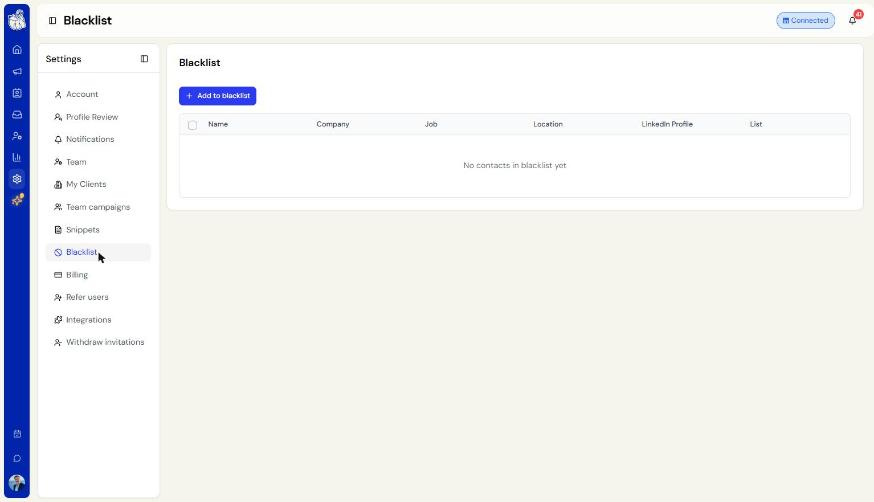 Blacklist
Connected
41
Settings
Account
Profile Review
Notifications
Team
My Clients
Team campaigns
Snippets
Blacklist
Billing
Refer users
Integrations
Withdraw invitations
Blacklist
+ Add to blacklist
Name Company Job Location LinkedIn Profile List
No contacts in blacklist yet